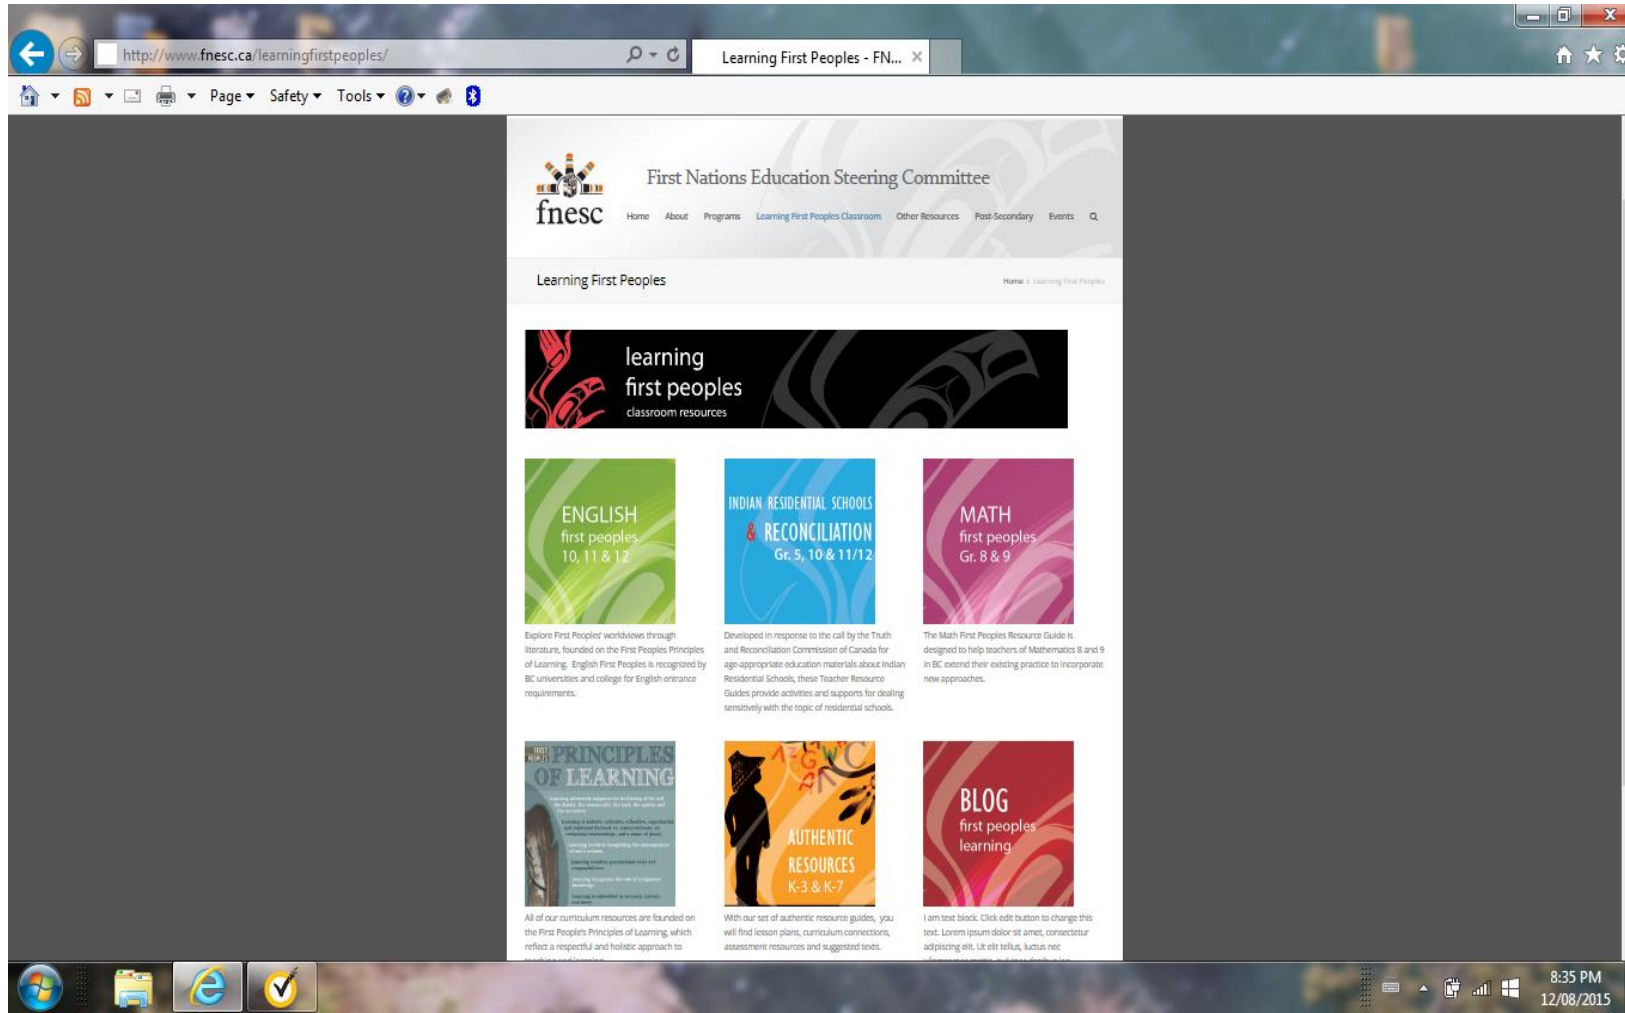 http://www.fnesc.ca/learningfirstpeoples/
Learning First Peoples - FN...
Page
Safety
Tools
First Nations Education Steering Committee
fnesc
Home About Programs Learning First Peoples Classroom Other Resources Post-Secondary Events
Learning First Peoples
Home > Learning First Peoples
learning
first peoples
classroom resources
ENGLISH
first peoples
10, 11 & 12
Explore First Peoples' worldviews through
literature, founded on the First Peoples Principles
of Learning. English First Peoples is recognized by
BC universities and college for English entrance
requirements.
INDIAN RESIDENTIAL SCHOOLS
& RECONCILIATION
Gr. 5, 10 & 11/12
Developed in response to the call by the Truth
and Reconciliation Commission of Canada for
age-appropriate education materials about Indian
Residential Schools, these Teacher Resource
Guides provide activities and supports for dealing
sensitively with the topic of residential schools.
MATH
first peoples
Gr. 8 & 9
The Math First Peoples Resource Guide is
designed to help teachers of Mathematics 8 and 9
in BC extend their existing practice to incorporate
new approaches.
PRINCIPLES
OF LEARNING
All of our curriculum resources are founded on
the First People's Principles of Learning, which
reflect a respectful and holistic approach to
AUTHENTIC
RESOURCES
K-3 & K-7
With our set of authentic resource guides, you
will find lesson plans, curriculum connections,
assessment resources and suggested texts.
BLOG
first peoples
learning
I am text block. Click edit button to change this
text. Lorem ipsum dolor sit amet, consectetur
adipiscing elit. Ut elit tellus, luctus nec
8:35 PM
12/08/2015